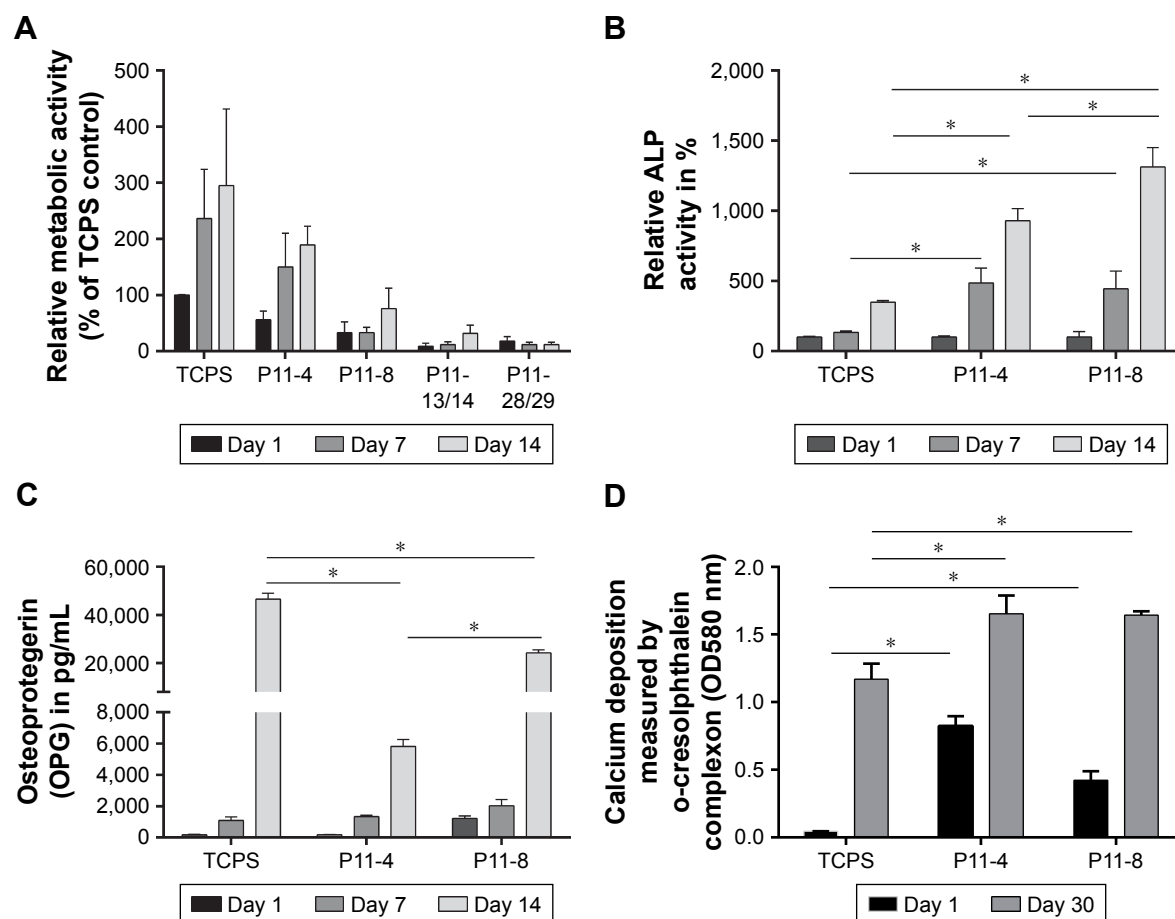 A
Relative metabolic activity
(% of TCPS control)
500
400
300
200
100
0
TCPS
P11-4
P11-8
P11-
13/14
P11-
28/29
Day 1
Day 7
Day 14
B
Relative ALP
activity in %
2,000
1,500
1,000
500
0
*
*
*
*
*
TCPS
P11-4
P11-8
Day 1
Day 7
Day 14
C
Osteoprotegerin
(OPG) in pg/mL
60,000
40,000
20,000
8,000
6,000
4,000
2,000
0
*
*
*
TCPS
P11-4
P11-8
Day 1
Day 7
Day 14
D
Calcium deposition
measured by
o-cresolphthalein
complexon (OD580 nm)
2.0
1.5
1.0
0.5
0.0
*
*
*
*
TCPS
P11-4
P11-8
Day 1
Day 30